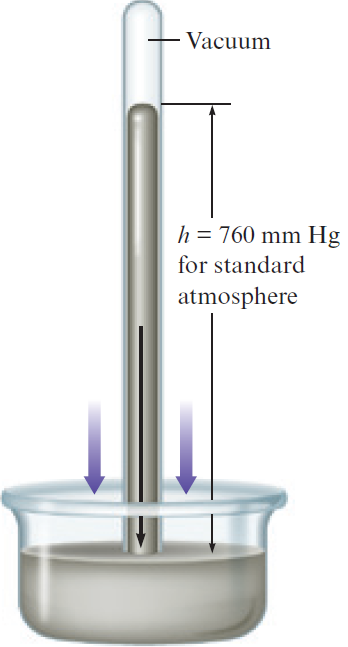 Vacuum
h = 760 mm Hg
for standard
atmosphere